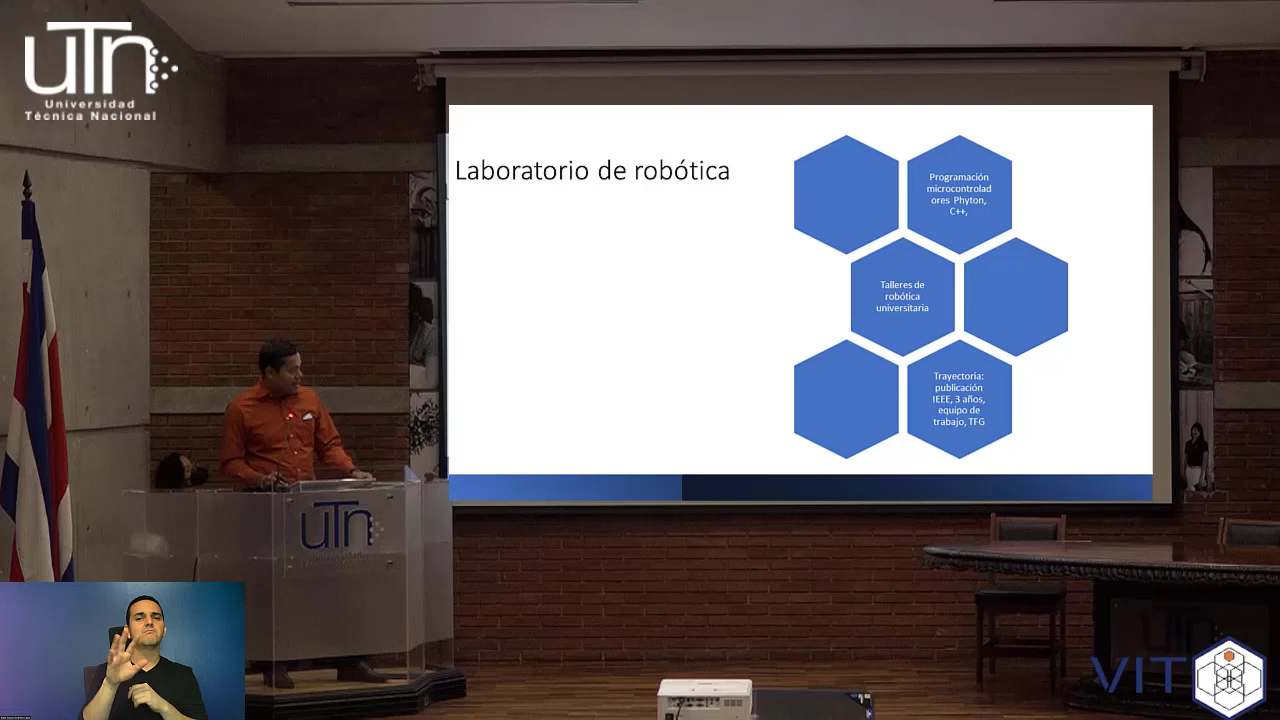 uTn
Universidad
Técnica Nacional
Laboratorio de robótica
Programación
microcontrolad
ores Phyton,
C++,
Talleres de
robótica
universitaria
Trayectoria:
publicación
IEEE, 3 años,
equipo de
trabajo, TFG
uTn
VIT